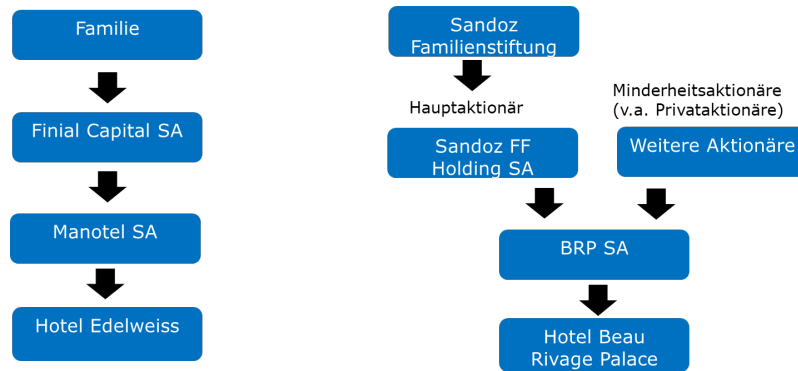 Familie
Finial Capital SA
Manotel SA
Hotel Edelweiss
Sandoz
Familienstiftung
Hauptaktionär
Minderheitsaktionäre
(v.a. Privataktionäre)
Sandoz FF
Holding SA
Weitere Aktionäre
BRP SA
Hotel Beau
Rivage Palace